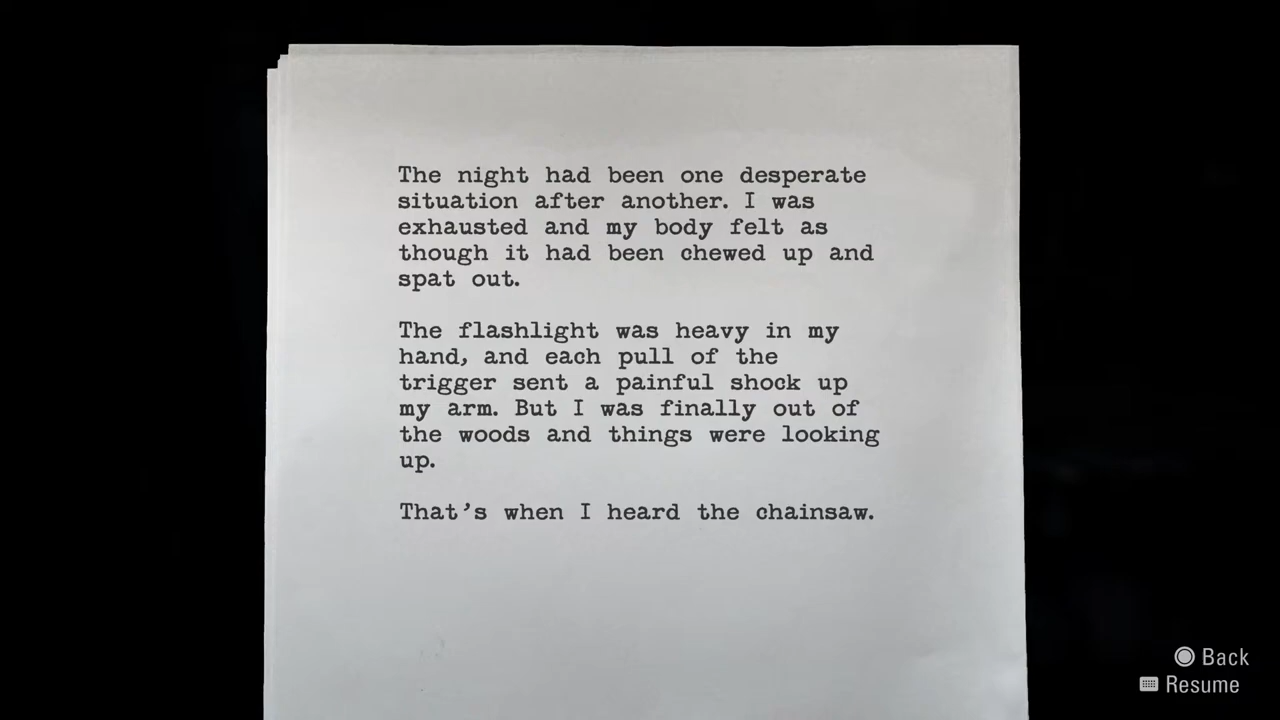 The night had been one desperate
situation after another. I was
exhausted and my body felt as
though it had been chewed up and
spat out.
The flashlight was heavy in my
hand, and each pull of the
trigger sent a painful shock up
my arm. But I was finally out of
the woods and things were looking
up.
That's when I heard the chainsaw.
Back
Resume